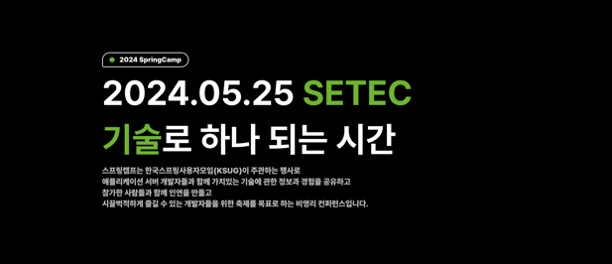 2024 SpringCamp
2024.05.25 SETEC
기술로 하나 되는 시간
스프링캠프는 한국스프링사용자모임(KSUG)이 주관하는 행사로
애플리케이션 서버 개발자들과 함께 가치있는 기술에 관한 정보와 경험을 공유하고
참가한 사람들과 함께 인연을 만들고
시끌벅적하게 즐길 수 있는 개발자들을 위한 축제를 목표로 하는 비영리 컨퍼런스입니다.